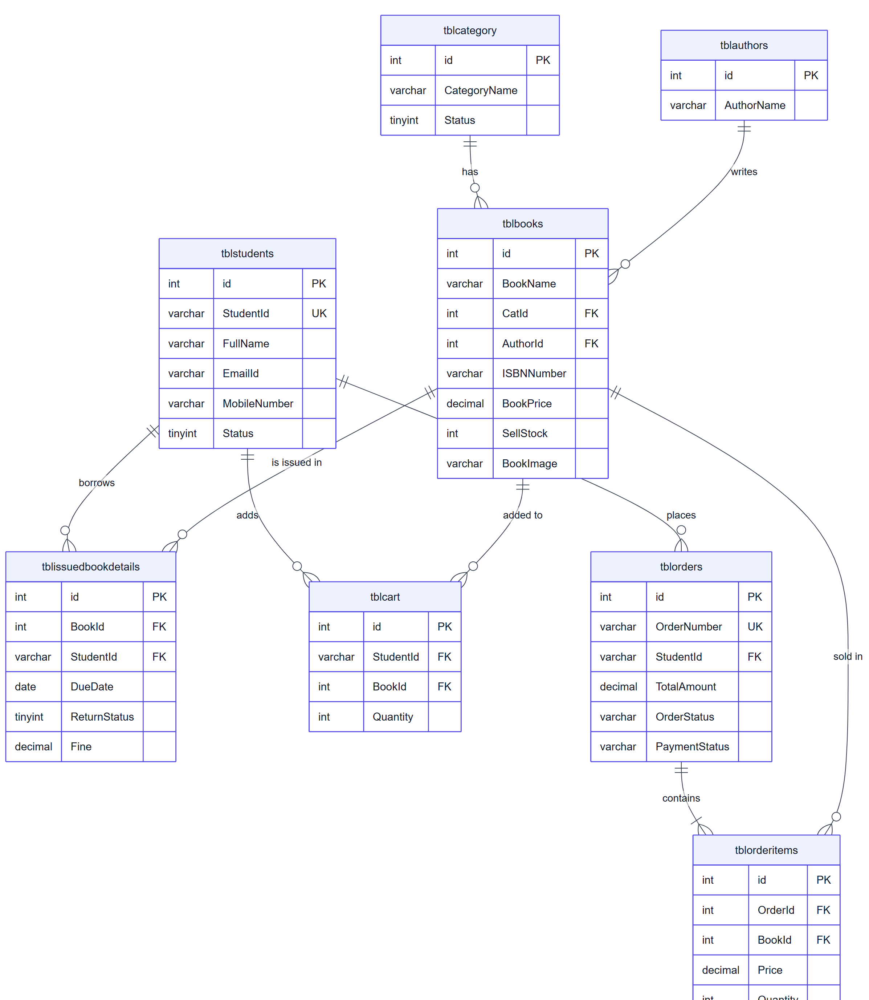 tblcategory
int id PK
varchar CategoryName
tinyint Status
tblauthors
int id PK
varchar AuthorName
has
writes
tblbooks
int id PK
varchar BookName
int CatId FK
int AuthorId FK
varchar ISBNNumber
decimal BookPrice
int SellStock
varchar BookImage
tblstudents
int id PK
varchar StudentId UK
varchar FullName
varchar EmailId
varchar MobileNumber
tinyint Status
is issued in
borrows
adds
added to
places
tblissuedbookdetails
int id PK
int BookId FK
varchar StudentId FK
date DueDate
tinyint ReturnStatus
decimal Fine
tblcart
int id PK
varchar StudentId FK
int BookId FK
int Quantity
tblorders
int id PK
varchar OrderNumber UK
varchar StudentId FK
decimal TotalAmount
varchar OrderStatus
varchar PaymentStatus
sold in
contains
tblorderitems
int id PK
int OrderId FK
int BookId FK
decimal Price
int Quantity